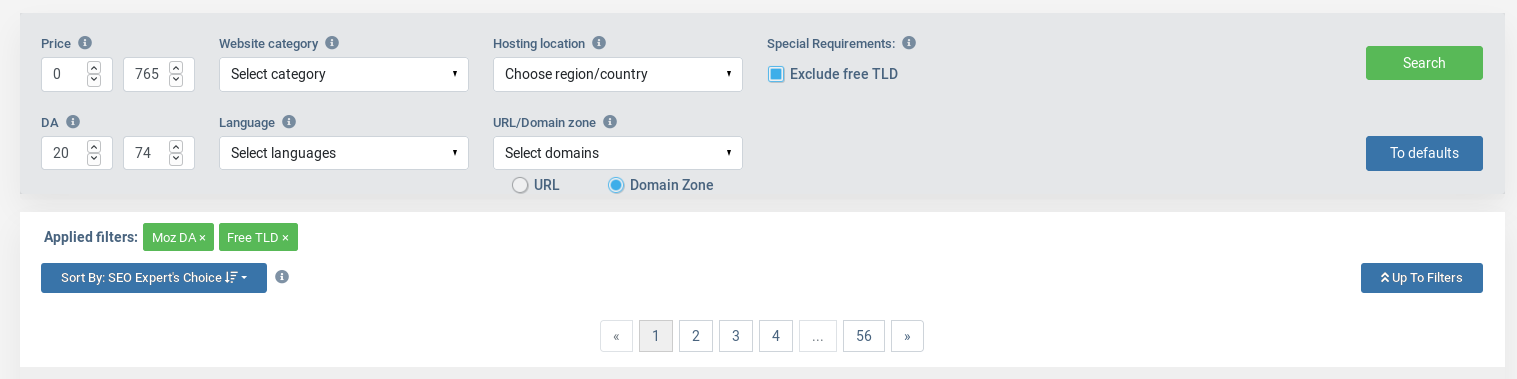 Price Website category Hosting location Special Requirements:
0 765 Select category Choose region/country Exclude free TLD Search
DA Language URL/Domain zone
20 74 Select languages Select domains To defaults
URL Domain Zone
Applied filters: Moz DA × Free TLD ×
Sort By: SEO Expert's Choice Up To Filters
« 1 2 3 4 ... 56 »